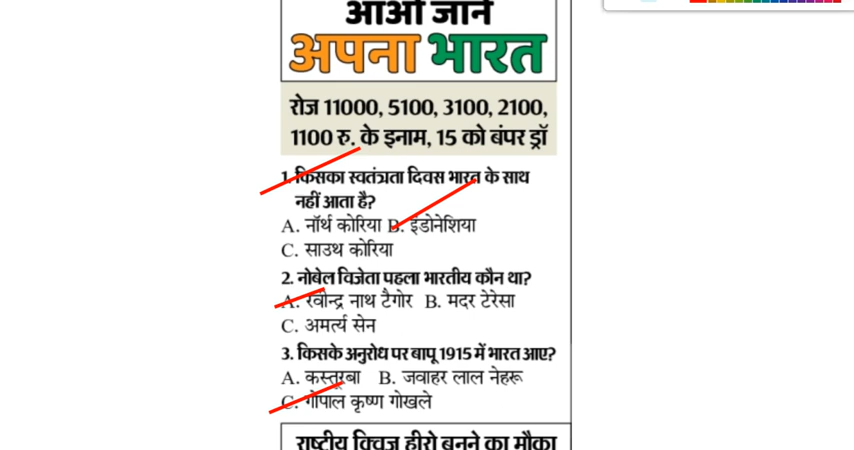 आओ जानें
अपना भारत
रोज 11000, 5100, 3100, 2100,
1100 रु. के इनाम, 15 को बंपर ड्रॉ
1. किसका स्वतंत्रता दिवस भारत के साथ
नहीं आता है?
A. नॉर्थ कोरिया B. इंडोनेशिया
C. साउथ कोरिया
2. नोबेल विजेता पहला भारतीय कौन था?
A. रवीन्द्र नाथ टैगोर B. मदर टेरेसा
C. अमर्त्य सेन
3. किसके अनुरोध पर बापू 1915 में भारत आए?
A. कस्तूरबा B. जवाहर लाल नेहरू
C. गोपाल कृष्ण गोखले
राष्ट्रीय क्विज हीरो बनने का मौका